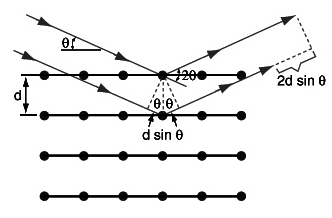 θ
2θ
d
θ θ
2d sin θ
d sin θ